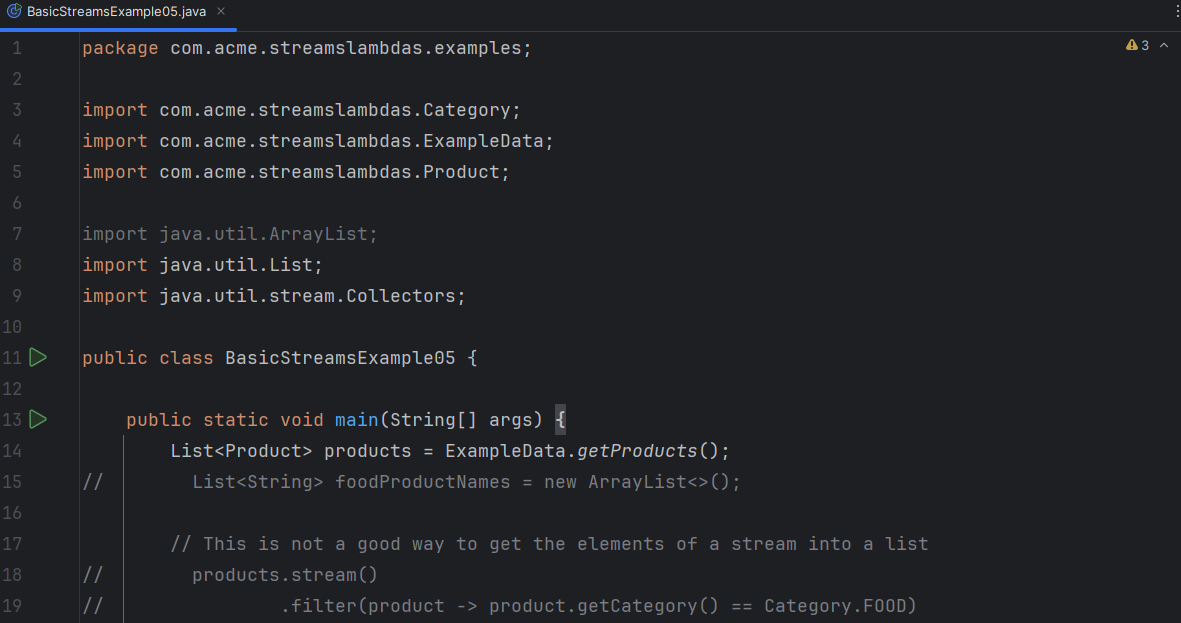 BasicStreamsExample05.java
3
1 package com.acme.streamslambdas.examples;
2
3 import com.acme.streamslambdas.Category;
4 import com.acme.streamslambdas.ExampleData;
5 import com.acme.streamslambdas.Product;
6
7 import java.util.ArrayList;
8 import java.util.List;
9 import java.util.stream.Collectors;
10
11 public class BasicStreamsExample05 {
12
13     public static void main(String[] args) {
14         List<Product> products = ExampleData.getProducts();
15 //        List<String> foodProductNames = new ArrayList<>();
16
17         // This is not a good way to get the elements of a stream into a list
18 //        products.stream()
19 //                .filter(product -> product.getCategory() == Category.FOOD)